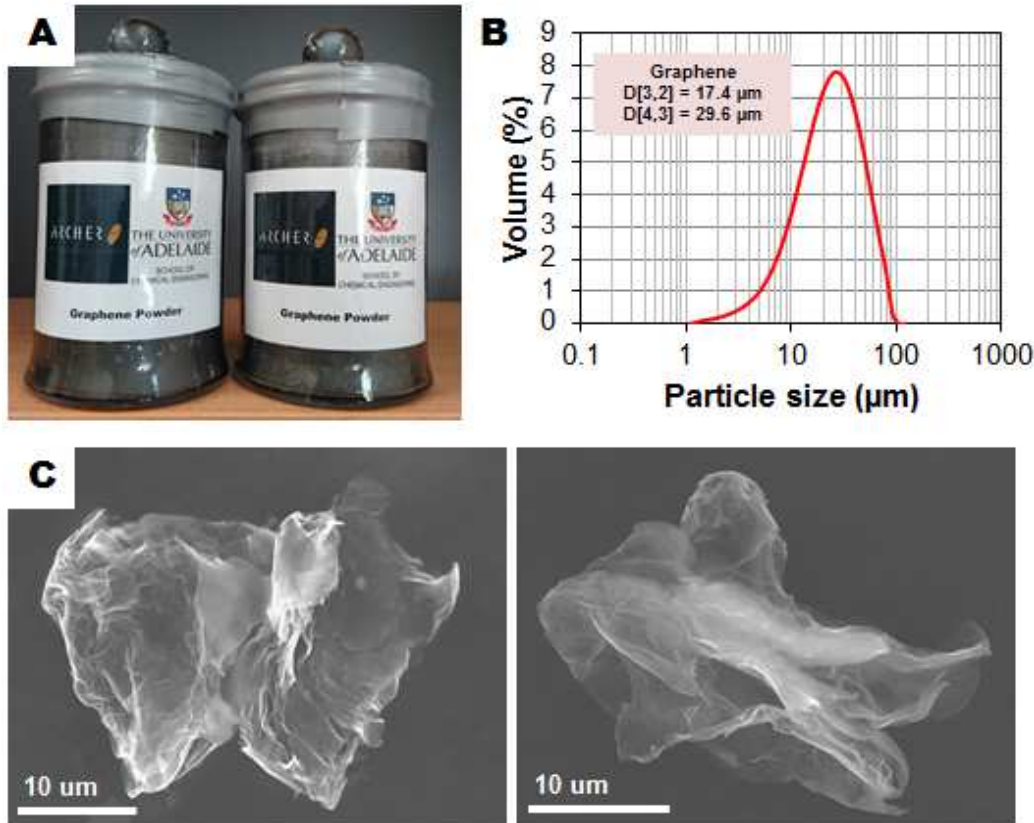 A
ARCHER
THE UNIVERSITY
of ADELAIDE
SCHOOL OF
CHEMICAL ENGINEERING
Graphene Powder
ARCHER
THE UNIVERSITY
of ADELAIDE
SCHOOL OF
CHEMICAL ENGINEERING
Graphene Powder
B
Graphene
D[3,2] = 17.4 µm
D[4,3] = 29.6 µm
Volume (%)
9
8
7
6
5
4
3
2
1
0
0.1 1 10 100 1000
Particle size (µm)
C
10 um
10 um